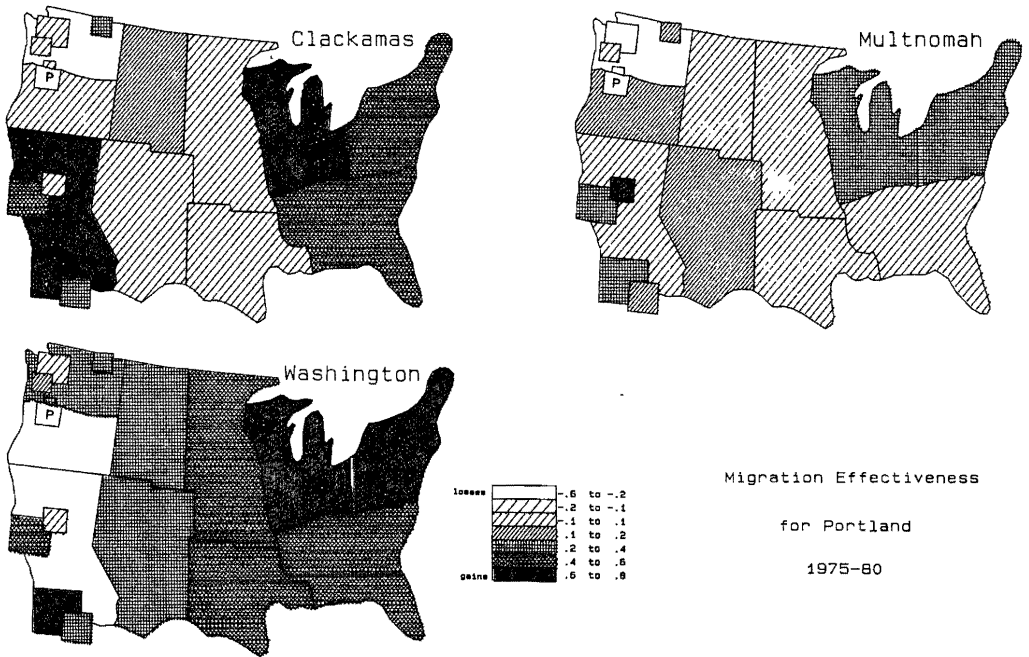 Clackamas
P
Multnomah
P
Washington
P
losses
-.6 to -.2
-.2 to -.1
-.1 to .1
.1 to .2
.2 to .4
.4 to .6
.6 to .8
gains
Migration Effectiveness
for Portland
1975-80